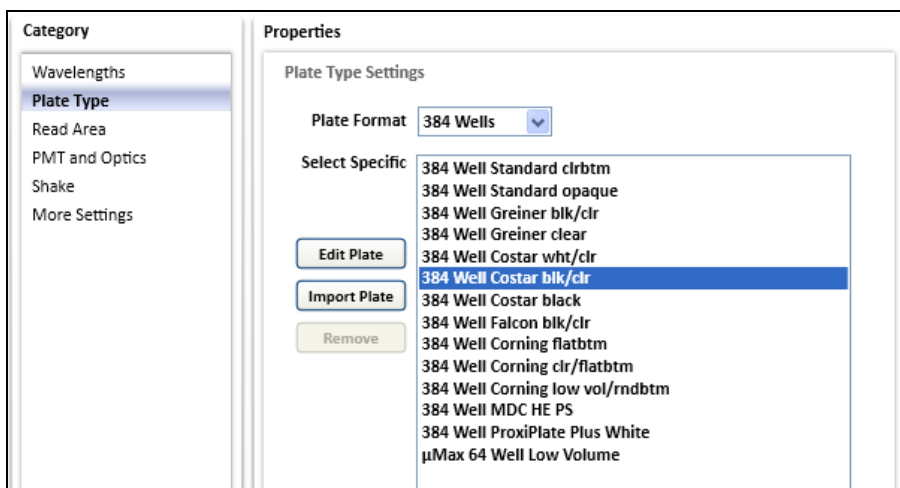 Category
Wavelengths
Plate Type
Read Area
PMT and Optics
Shake
More Settings
Properties
Plate Type Settings
Plate Format 384 Wells
Select Specific
384 Well Standard clrbtm
384 Well Standard opaque
384 Well Greiner blk/clr
384 Well Greiner clear
384 Well Costar wht/clr
384 Well Costar blk/clr
384 Well Costar black
384 Well Falcon blk/clr
384 Well Corning flatbtm
384 Well Corning clr/flatbtm
384 Well Corning low vol/rndbtm
384 Well MDC HE PS
384 Well ProxiPlate Plus White
µMax 64 Well Low Volume
Edit Plate
Import Plate
Remove